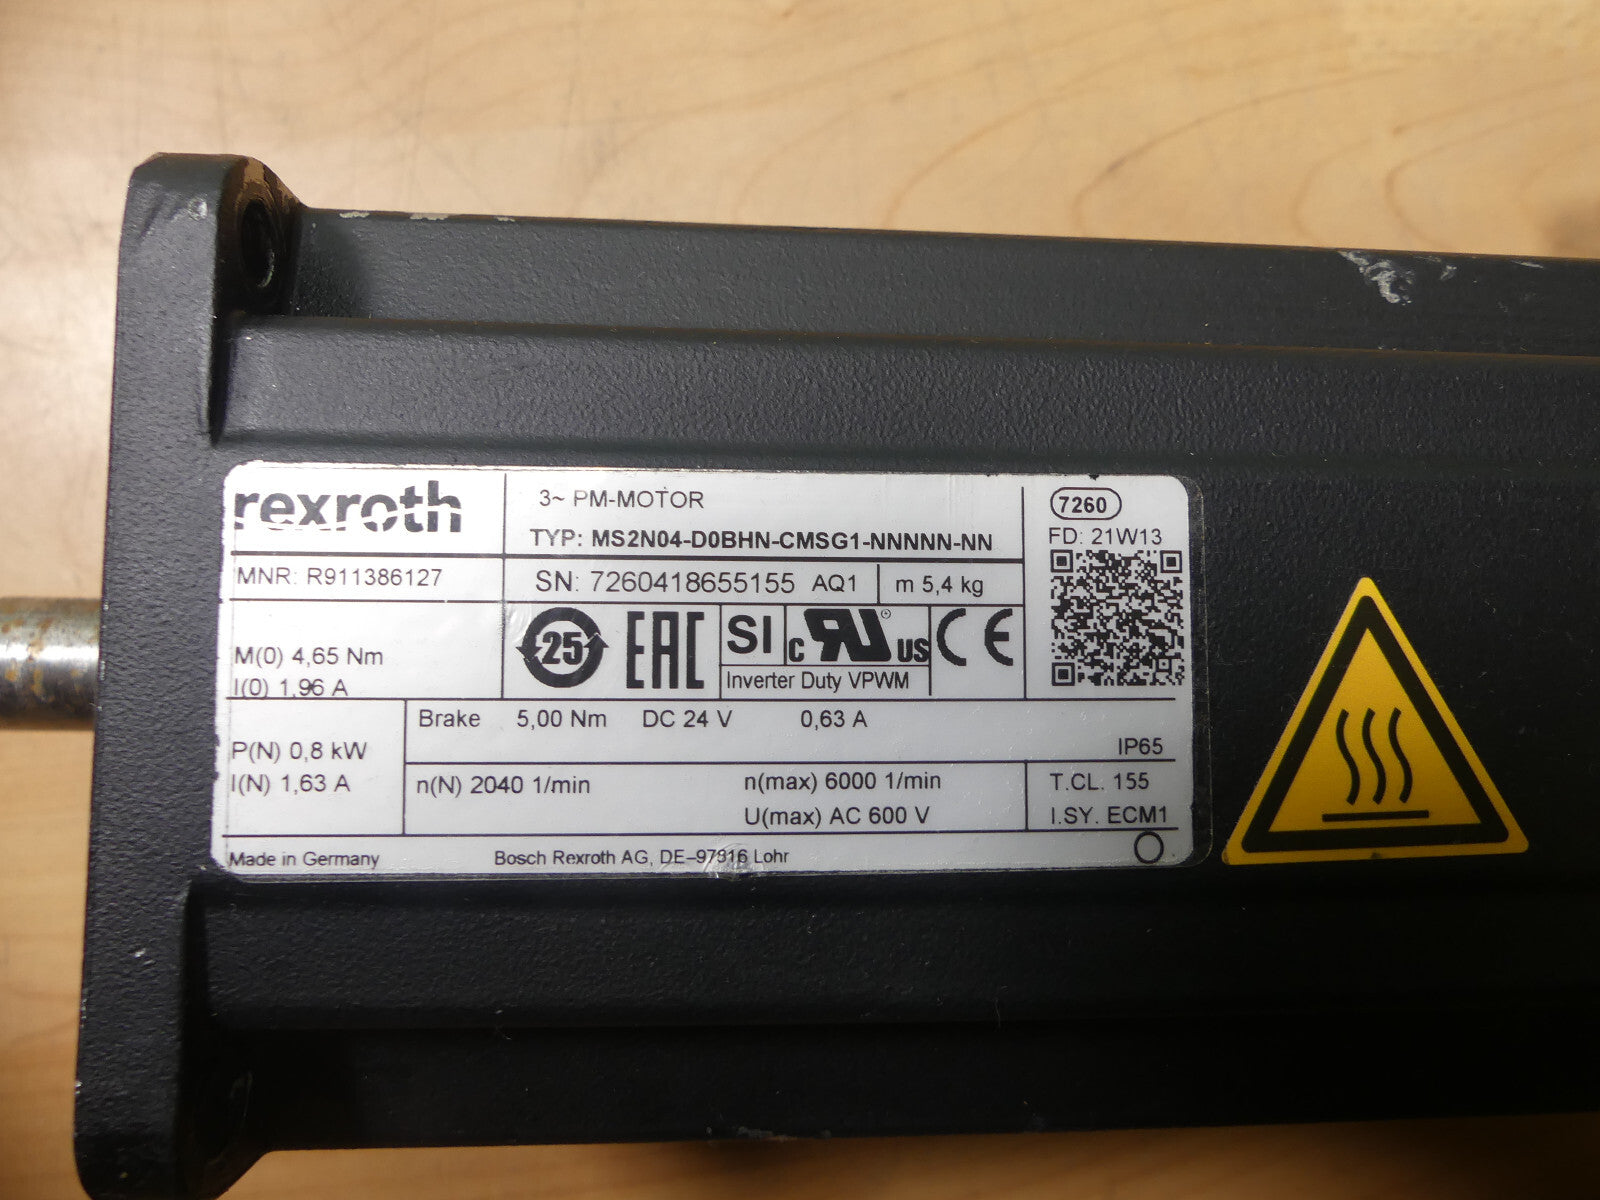 rexroth
3~ PM-MOTOR
TYP: MS2N04-D0BHN-CMSG1-NNNNN-NN
7260
FD: 21W13
MNR: R911386127
SN: 7260418655155 AQ1
m 5,4 kg
M(0) 4,65 Nm
I(0) 1,96 A
25
EAC
SI
c RU us
Inverter Duty VPWM
CE
P(N) 0,8 kW
I(N) 1,63 A
Brake 5,00 Nm DC 24 V 0,63 A
IP65
n(N) 2040 1/min
n(max) 6000 1/min
U(max) AC 600 V
T.CL. 155
I.SY. ECM1
Made in Germany
Bosch Rexroth AG, DE-97816 Lohr